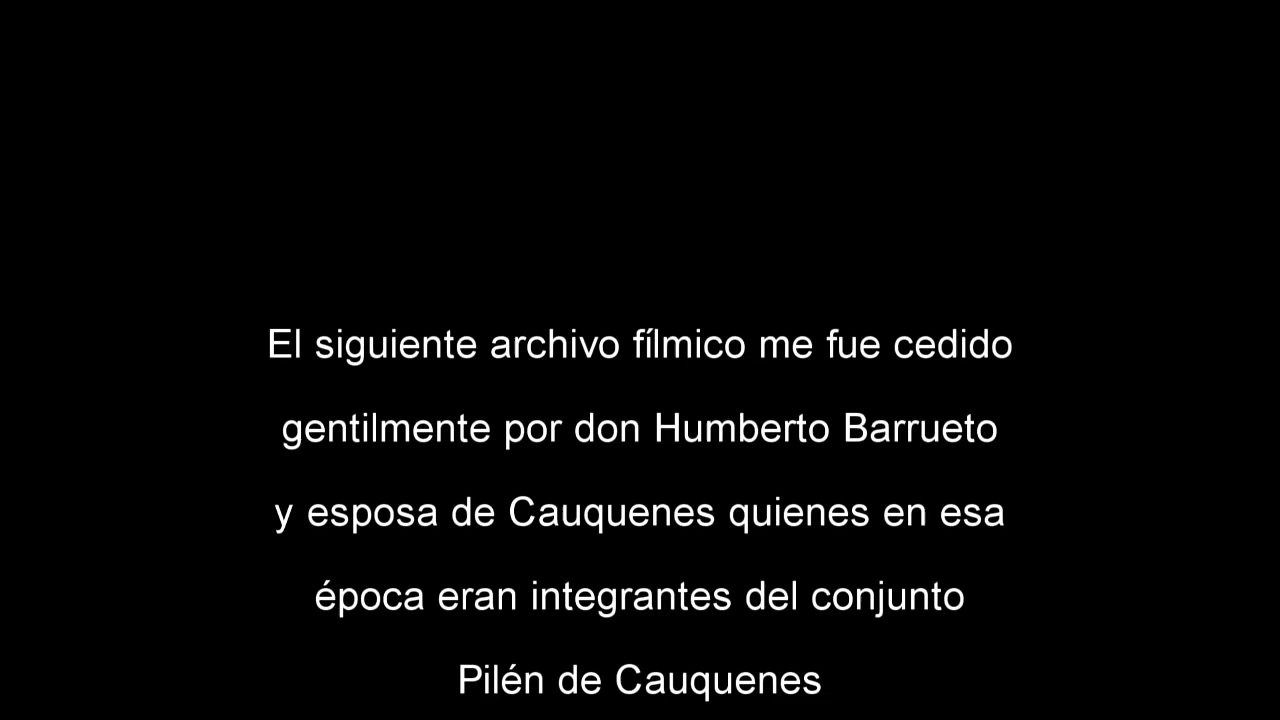 El siguiente archivo fílmico me fue cedido
gentilmente por don Humberto Barrueto
y esposa de Cauquenes quienes en esa
época eran integrantes del conjunto
Pilén de Cauquenes